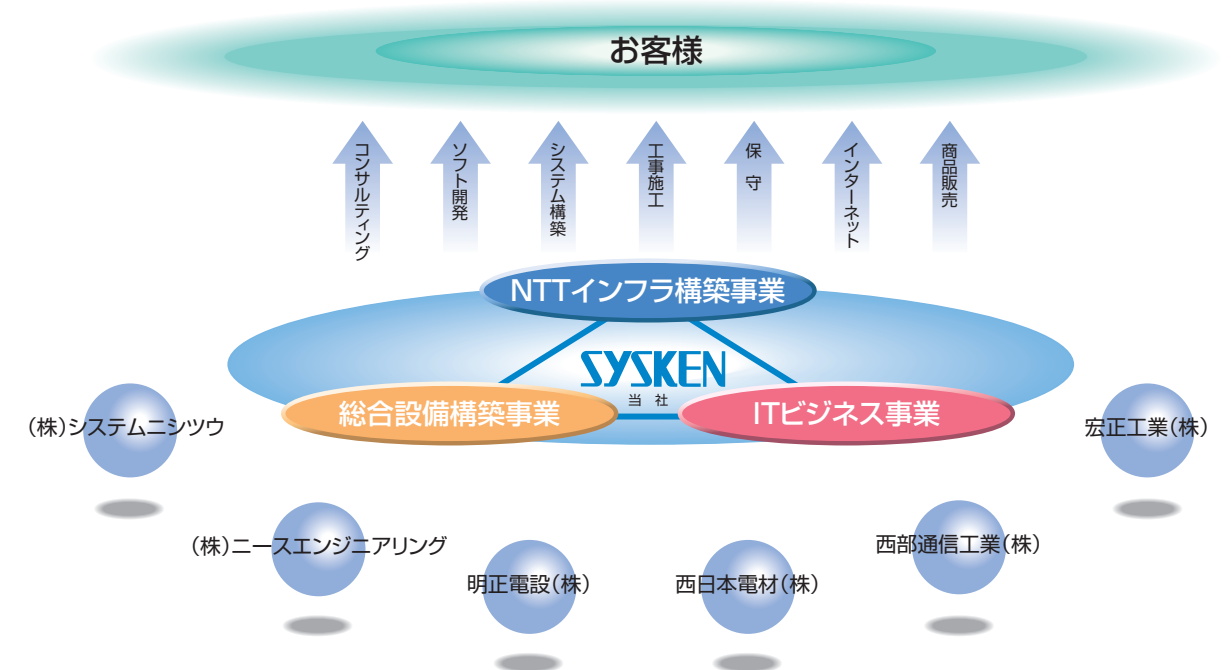 お客様
コンサルティング
ソフト開発
システム構築
工事施工
保守
インターネット
商品販売
NTTインフラ構築事業
SYSKEN
当社
総合設備構築事業
ITビジネス事業
(株)システムニシツウ
宏正工業(株)
(株)ニースエンジニアリング
西部通信工業(株)
明正電設(株)
西日本電材(株)